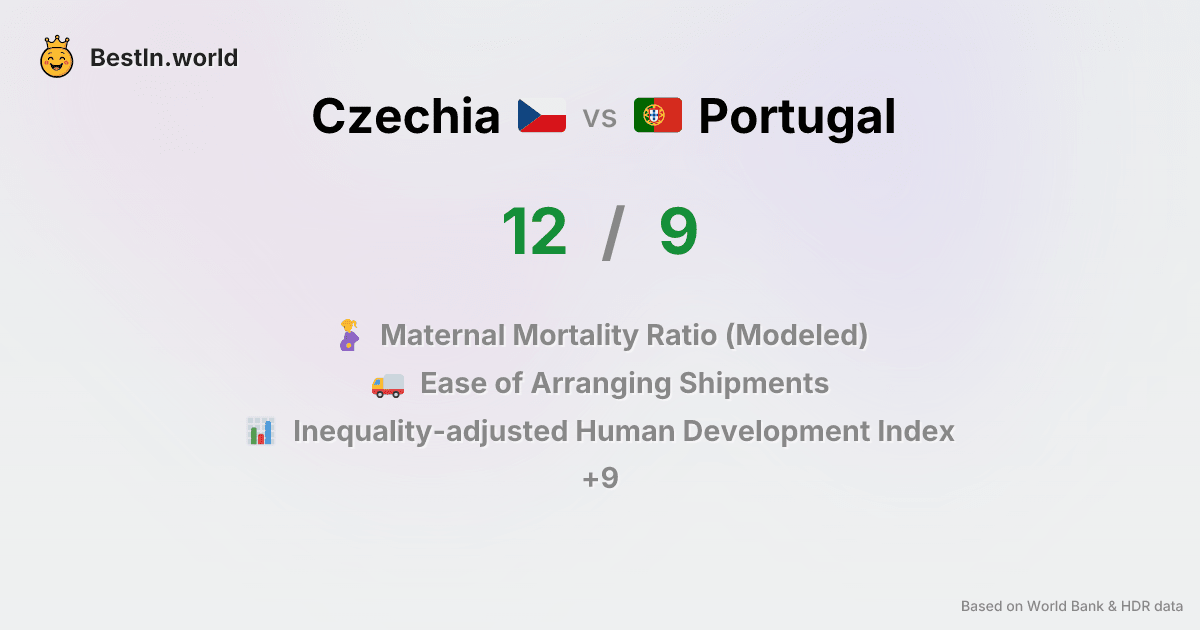 BestIn.world
Czechia vs Portugal
12 / 9
Maternal Mortality Ratio (Modeled)
Ease of Arranging Shipments
Inequality-adjusted Human Development Index
+9
Based on World Bank & HDR data